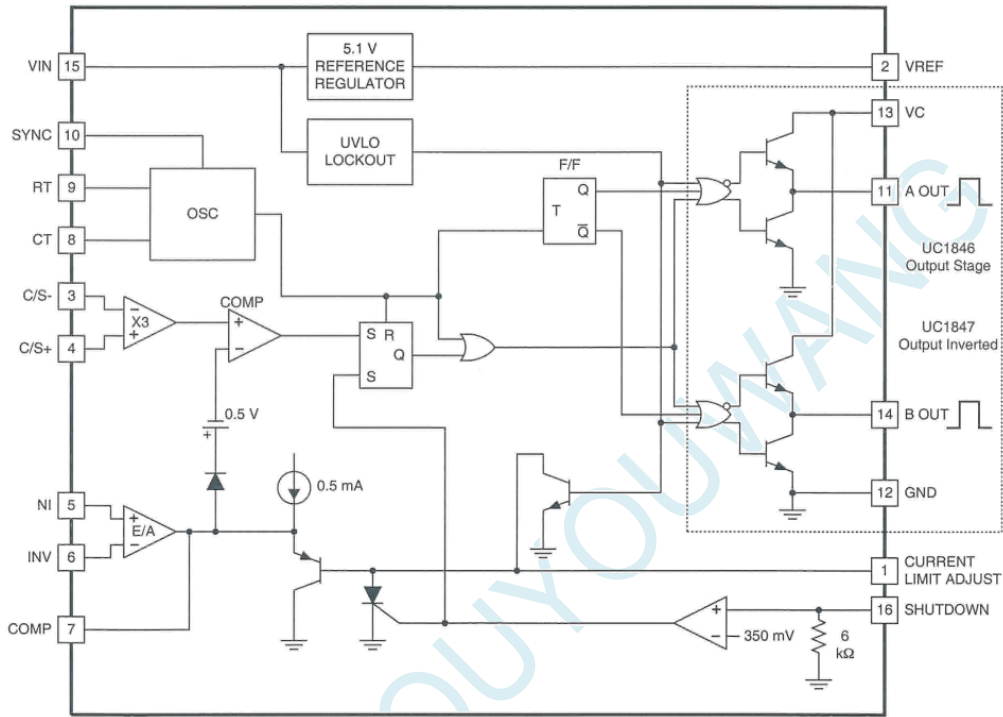 5.1 V
REFERENCE
REGULATOR
VIN 15
2 VREF
13 VC
SYNC 10
UVLO
LOCKOUT
F/F
RT 9
OSC
T
Q
Q̅
11 A OUT
CT 8
UC1846
Output Stage
C/S- 3
−
X3
+
COMP
+
−
S R
Q
S
UC1847
Output Inverted
C/S+ 4
0.5 V
+
14 B OUT
0.5 mA
NI 5
+
E/A
−
12 GND
INV 6
1 CURRENT
LIMIT ADJUST
16 SHUTDOWN
COMP 7
+
−
350 mV
6
kΩ
OUYOUWANG